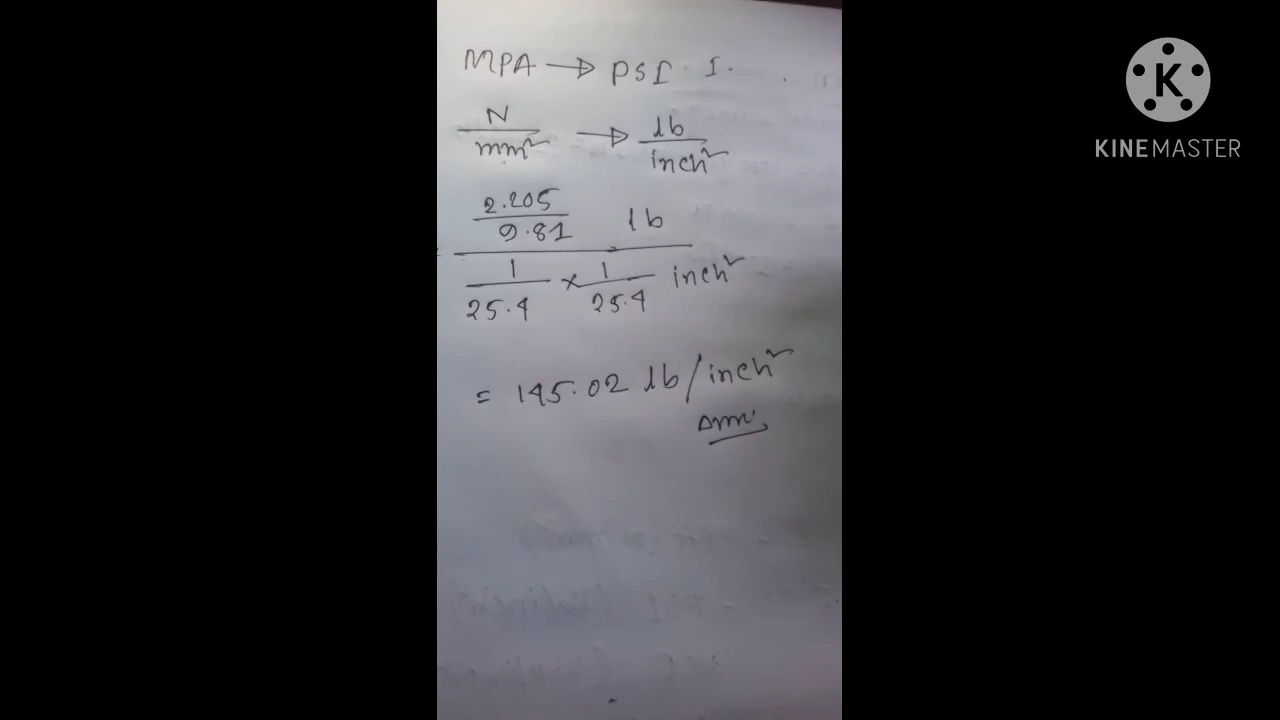 MPA → PSI I.
N/mm² → lb/inch²
2.205/9.81 lb
1/25.4 × 1/25.4 inch²
= 145.02 lb/inch²
Ans.
K
KINEMASTER